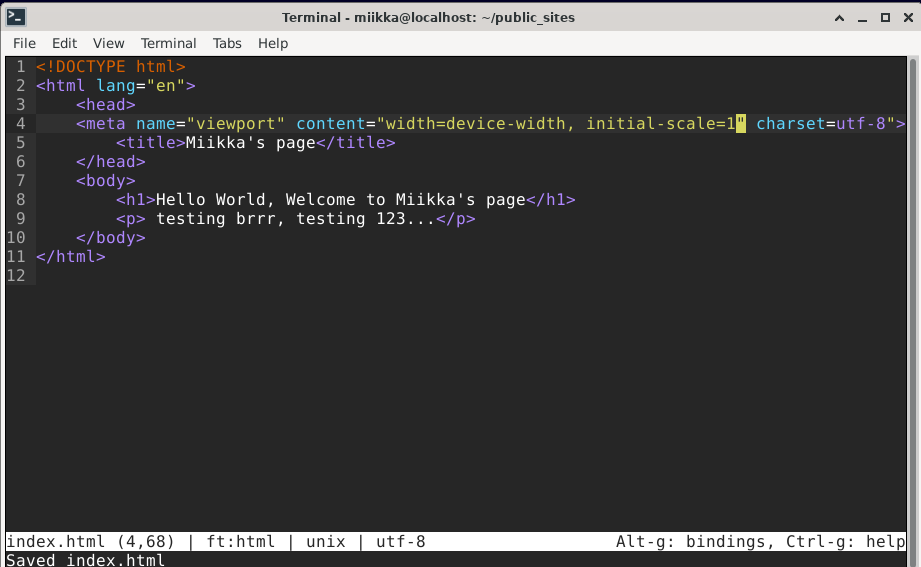 Terminal - miikka@localhost: ~/public_sites
File Edit View Terminal Tabs Help
1 <!DOCTYPE html>
2 <html lang="en">
3     <head>
4     <meta name="viewport" content="width=device-width, initial-scale=1" charset=utf-8">
5         <title>Miikka's page</title>
6     </head>
7     <body>
8         <h1>Hello World, Welcome to Miikka's page</h1>
9         <p> testing brrr, testing 123...</p>
10     </body>
11 </html>
12
index.html (4,68) | ft:html | unix | utf-8 Alt-g: bindings, Ctrl-g: help
Saved index.html